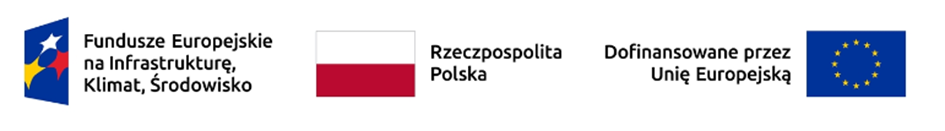 Fundusze Europejskie
na Infrastrukturę,
Klimat, Środowisko
Rzeczpospolita
Polska
Dofinansowane przez
Unię Europejską